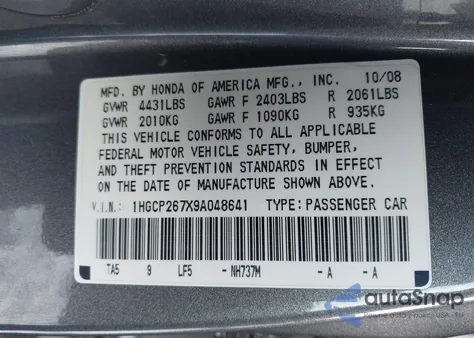 MFD. BY HONDA OF AMERICA MFG., INC. 10/08
GVWR 4431LBS GAWR F 2403LBS R 2061LBS
GVWR 2010KG GAWR F 1090KG R 935KG
THIS VEHICLE CONFORMS TO ALL APPLICABLE
FEDERAL MOTOR VEHICLE SAFETY, BUMPER,
AND THEFT PREVENTION STANDARDS IN EFFECT
ON THE DATE OF MANUFACTURE SHOWN ABOVE.
V.I.N.: 1HGCP267X9A048641 TYPE: PASSENGER CAR
TA5 9 LF5 -NH737M -A -A
autoSnap